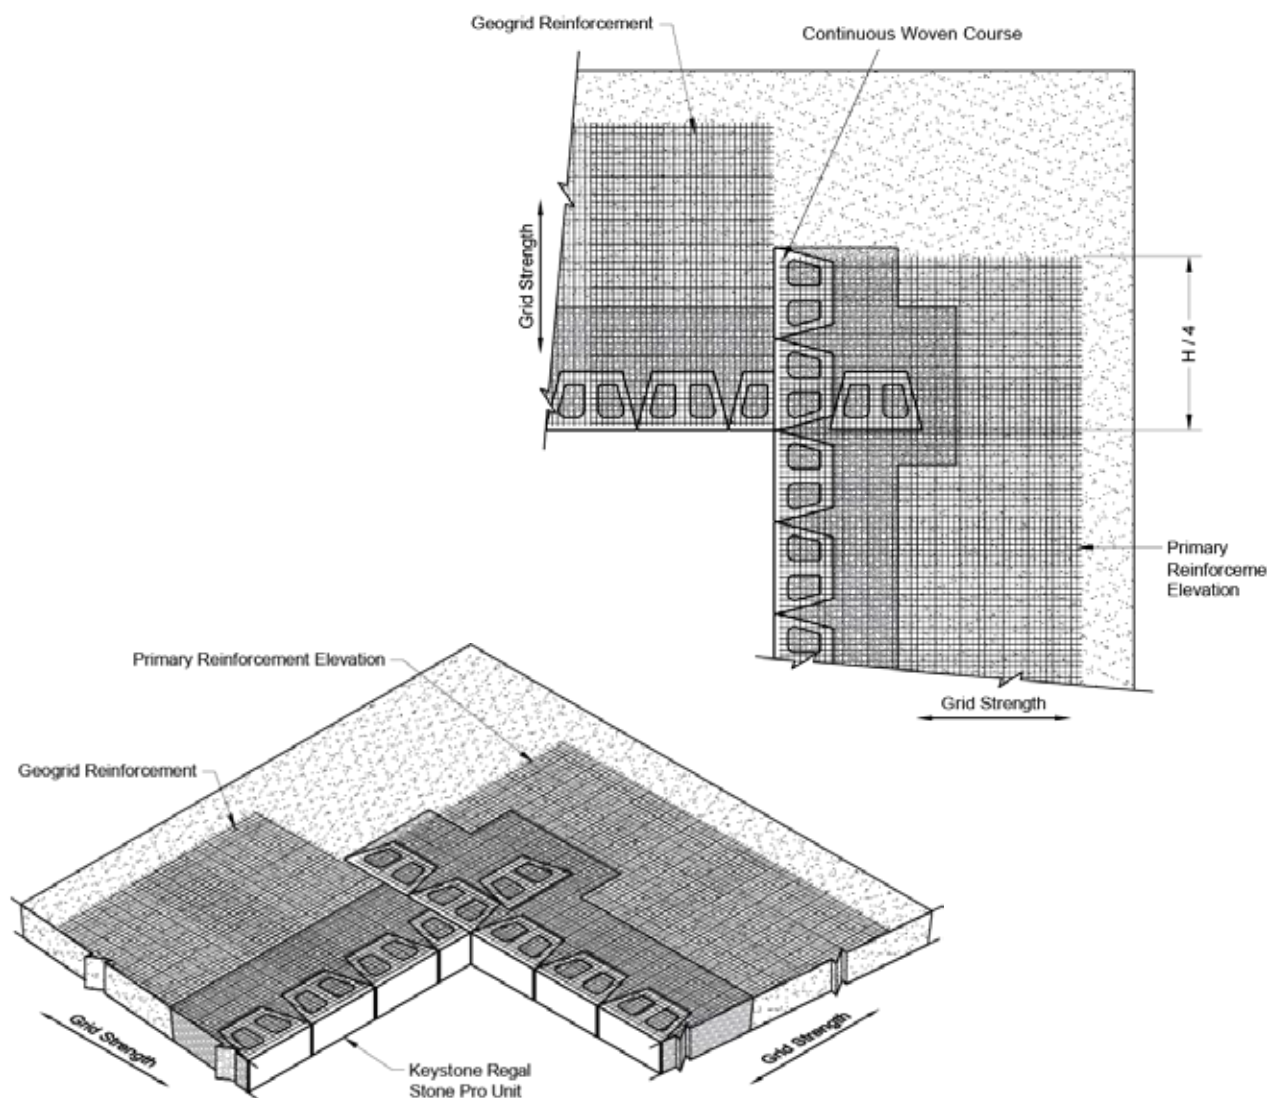 Geogrid Reinforcement
Continuous Woven Course
Grid Strength
H / 4
Primary
Reinforceme
Elevation
Grid Strength
Primary Reinforcement Elevation
Geogrid Reinforcement
Grid Strength
Grid Strength
Keystone Regal
Stone Pro Unit